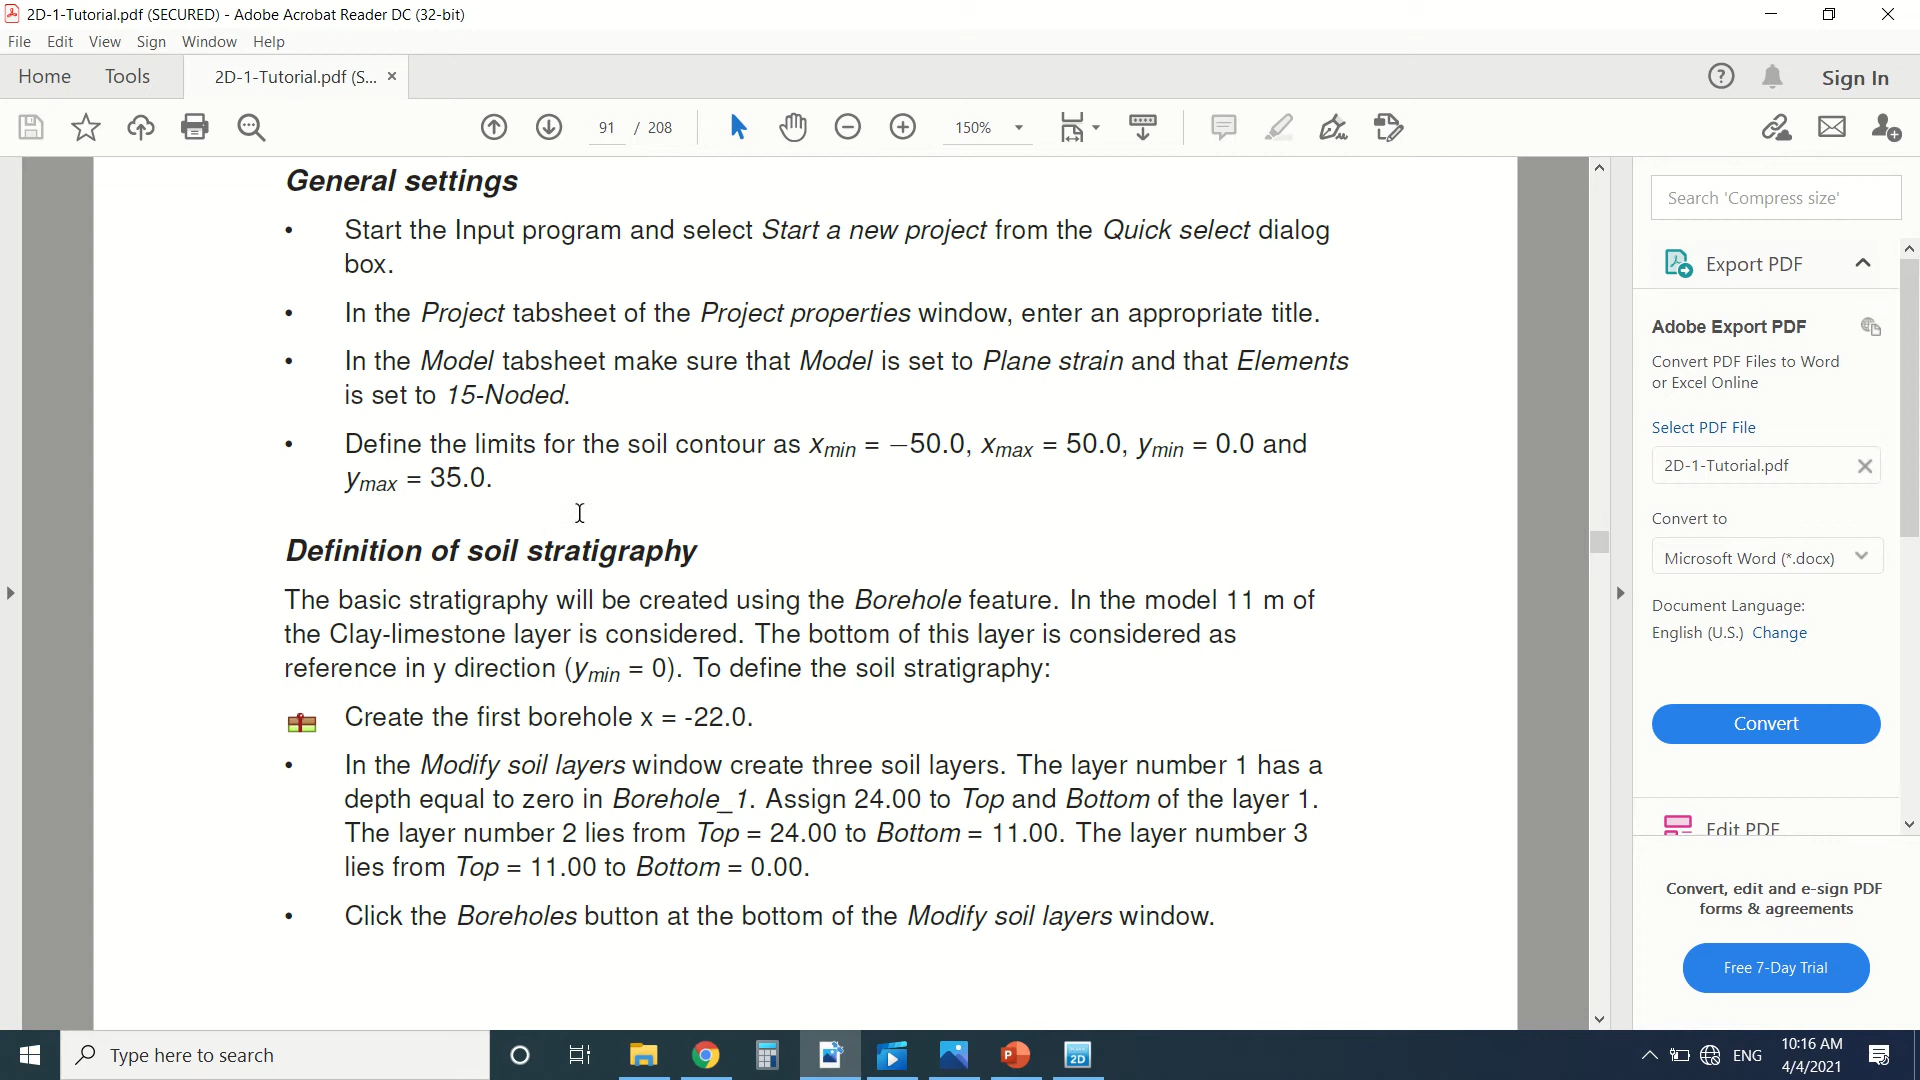 2D-1-Tutorial.pdf (SECURED) - Adobe Acrobat Reader DC (32-bit)
File Edit View Sign Window Help
Home Tools 2D-1-Tutorial.pdf (S... × Sign In
91 / 208 150%
General settings
• Start the Input program and select Start a new project from the Quick select dialog
box.
• In the Project tabsheet of the Project properties window, enter an appropriate title.
• In the Model tabsheet make sure that Model is set to Plane strain and that Elements
is set to 15-Noded.
• Define the limits for the soil contour as xmin = −50.0, xmax = 50.0, ymin = 0.0 and
ymax = 35.0.
Definition of soil stratigraphy
The basic stratigraphy will be created using the Borehole feature. In the model 11 m of
the Clay-limestone layer is considered. The bottom of this layer is considered as
reference in y direction (ymin = 0). To define the soil stratigraphy:
Create the first borehole x = -22.0.
• In the Modify soil layers window create three soil layers. The layer number 1 has a
depth equal to zero in Borehole_1. Assign 24.00 to Top and Bottom of the layer 1.
The layer number 2 lies from Top = 24.00 to Bottom = 11.00. The layer number 3
lies from Top = 11.00 to Bottom = 0.00.
• Click the Boreholes button at the bottom of the Modify soil layers window.
Search 'Compress size'
Export PDF
Adobe Export PDF
Convert PDF Files to Word
or Excel Online
Select PDF File
2D-1-Tutorial.pdf
Convert to
Microsoft Word (*.docx)
Document Language:
English (U.S.) Change
Convert
Edit PDF
Convert, edit and e-sign PDF
forms & agreements
Free 7-Day Trial
Type here to search
2D
ENG
10:16 AM
4/4/2021